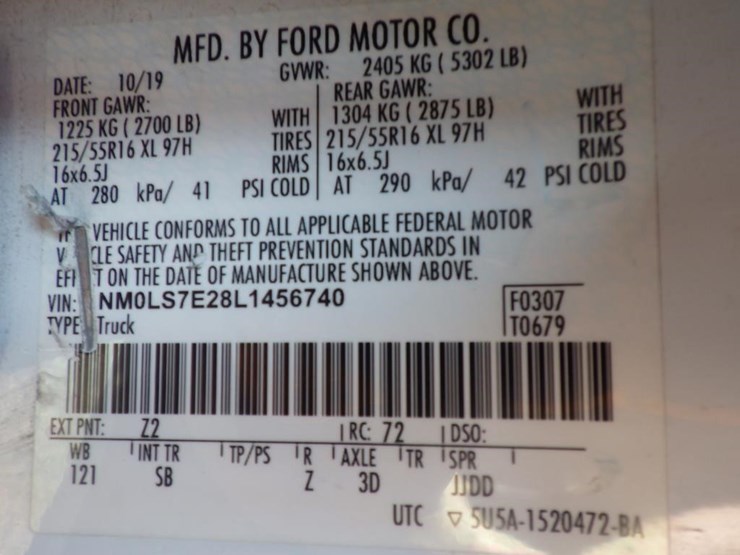 MFD. BY FORD MOTOR CO.
DATE: 10/19 GVWR: 2405 KG ( 5302 LB)
FRONT GAWR: REAR GAWR:
1225 KG ( 2700 LB) WITH 1304 KG ( 2875 LB) WITH
215/55R16 XL 97H TIRES 215/55R16 XL 97H TIRES
16x6.5J RIMS 16x6.5J RIMS
AT 280 kPa/ 41 PSI COLD AT 290 kPa/ 42 PSI COLD
VEHICLE CONFORMS TO ALL APPLICABLE FEDERAL MOTOR
V CLE SAFETY AND THEFT PREVENTION STANDARDS IN
EFF T ON THE DATE OF MANUFACTURE SHOWN ABOVE.
VIN: NM0LS7E28L1456740 F0307
TYPE Truck T0679
EXT PNT: Z2 RC: 72 DSO:
WB INT TR TP/PS R AXLE TR SPR
121 SB Z 3D JJDD
UTC ▽ 5U5A-1520472-BA